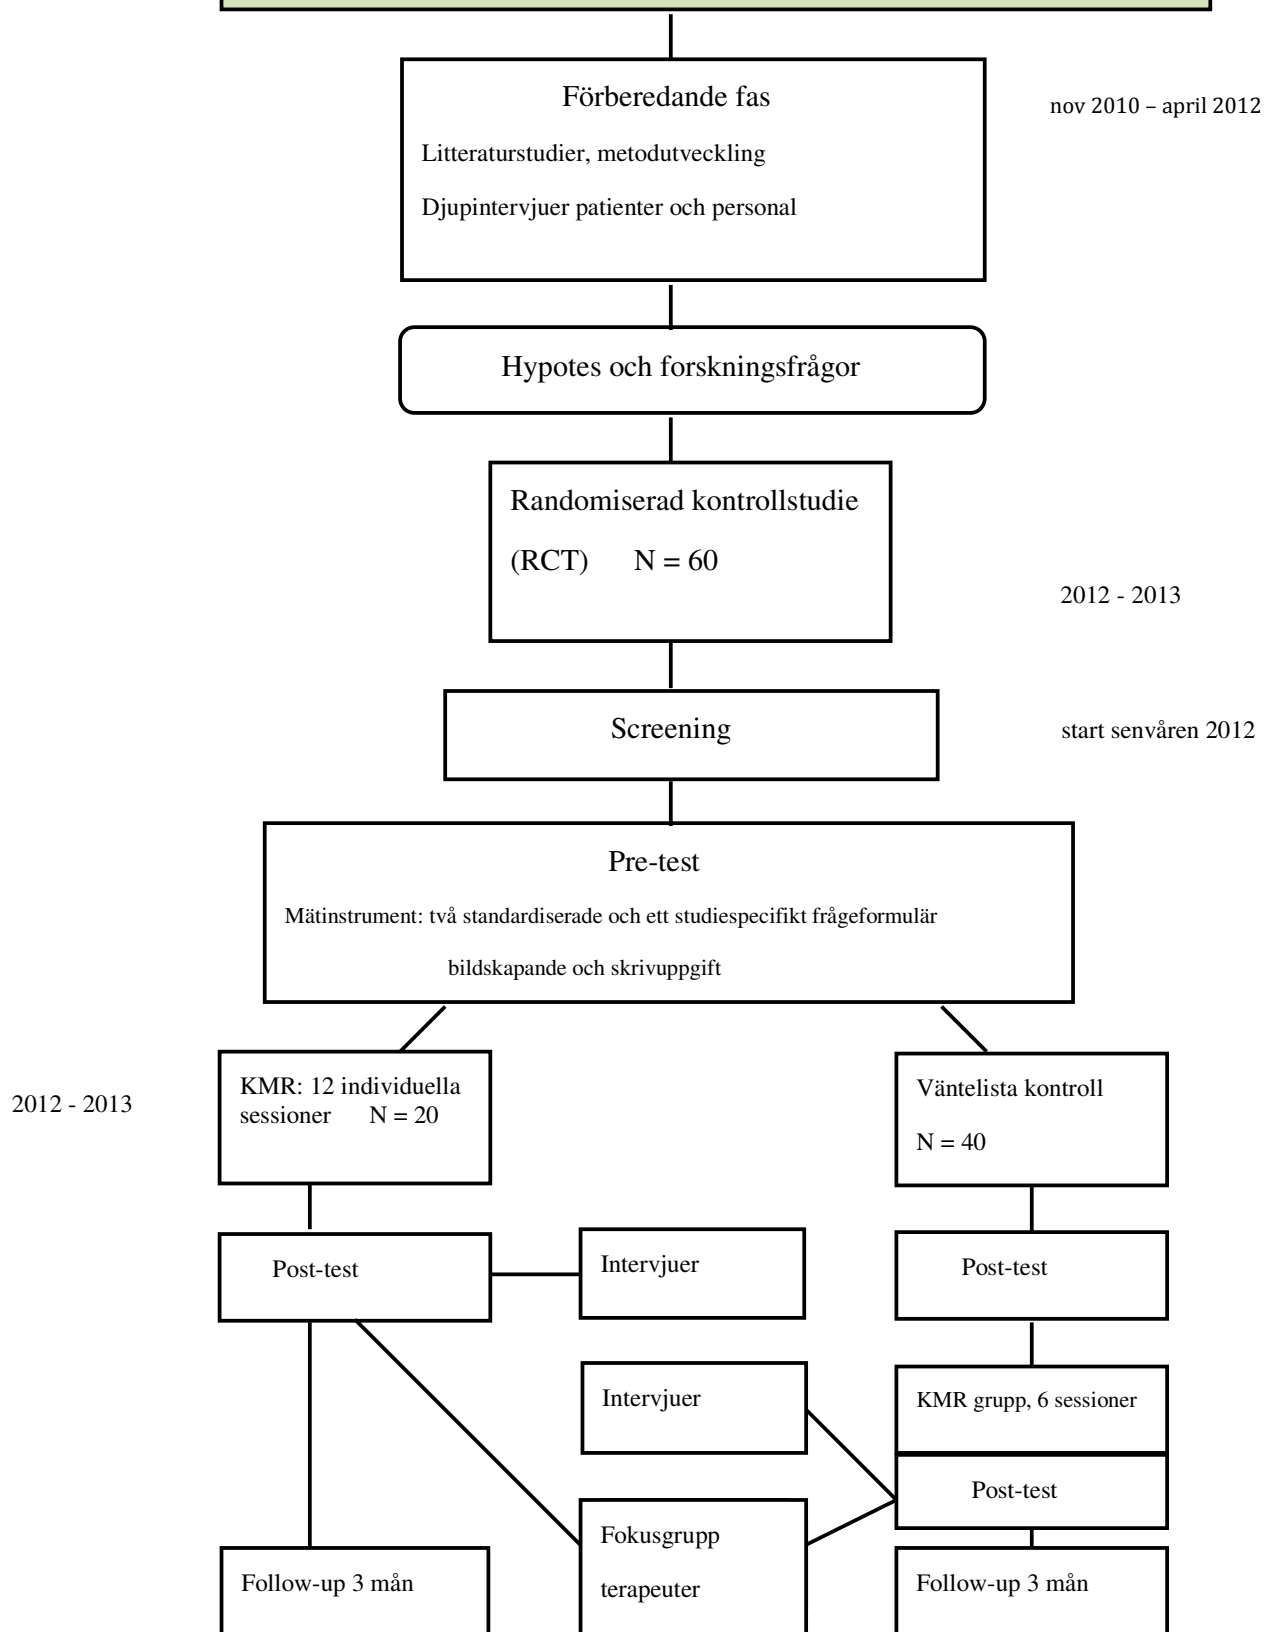 Förberedande fas
nov 2010 – april 2012
Litteraturstudier, metodutveckling
Djupintervjuer patienter och personal
Hypotes och forskningsfrågor
Randomiserad kontrollstudie
(RCT) N = 60
2012 - 2013
Screening
start senvåren 2012
Pre-test
Mätinstrument: två standardiserade och ett studiespecifikt frågeformulär
bildskapande och skrivuppgift
2012 - 2013
KMR: 12 individuella
sessioner N = 20
Väntelista kontroll
N = 40
Post-test
Intervjuer
Post-test
Intervjuer
KMR grupp, 6 sessioner
Post-test
Fokusgrupp
terapeuter
Follow-up 3 mån
Follow-up 3 mån